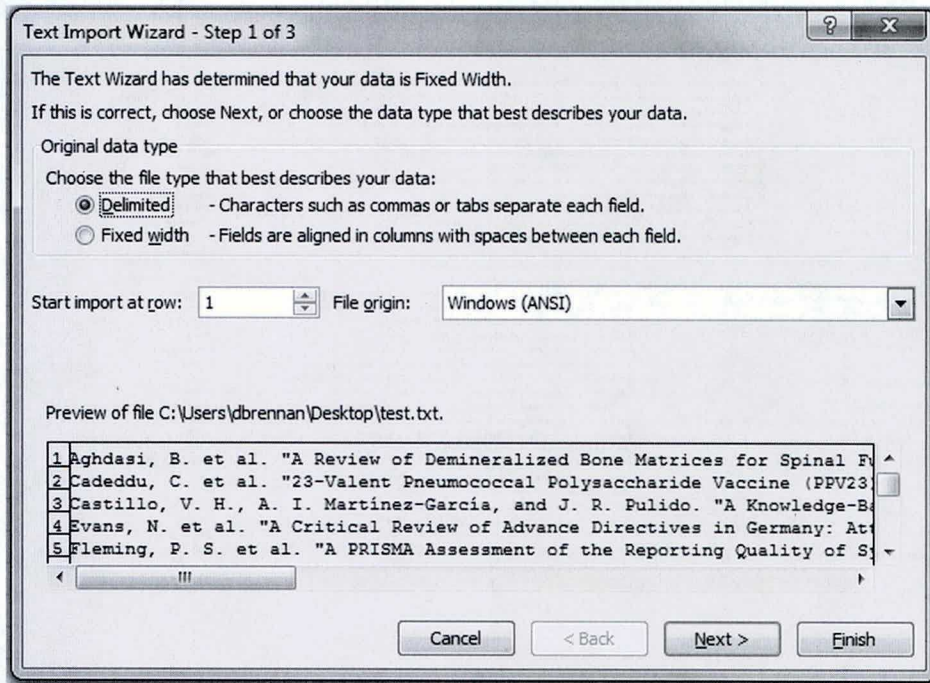 Text Import Wizard - Step 1 of 3
?
X
The Text Wizard has determined that your data is Fixed Width.
If this is correct, choose Next, or choose the data type that best describes your data.
Original data type
Choose the file type that best describes your data:
Delimited - Characters such as commas or tabs separate each field.
Fixed width - Fields are aligned in columns with spaces between each field.
Start import at row: 1 File origin: Windows (ANSI)
Preview of file C:\Users\dbrennan\Desktop\test.txt.
1 Aghdasi, B. et al. "A Review of Demineralized Bone Matrices for Spinal
2 Cadeddu, C. et al. "23-Valent Pneumococcal Polysaccharide Vaccine (PPV23)
3 Castillo, V. H., A. I. Martínez-García, and J. R. Pulido. "A Knowledge-
4 Evans, N. et al. "A Critical Review of Advance Directives in Germany:
5 Fleming, P. S. et al. "A PRISMA Assessment of the Reporting Quality of
Cancel < Back Next > Finish